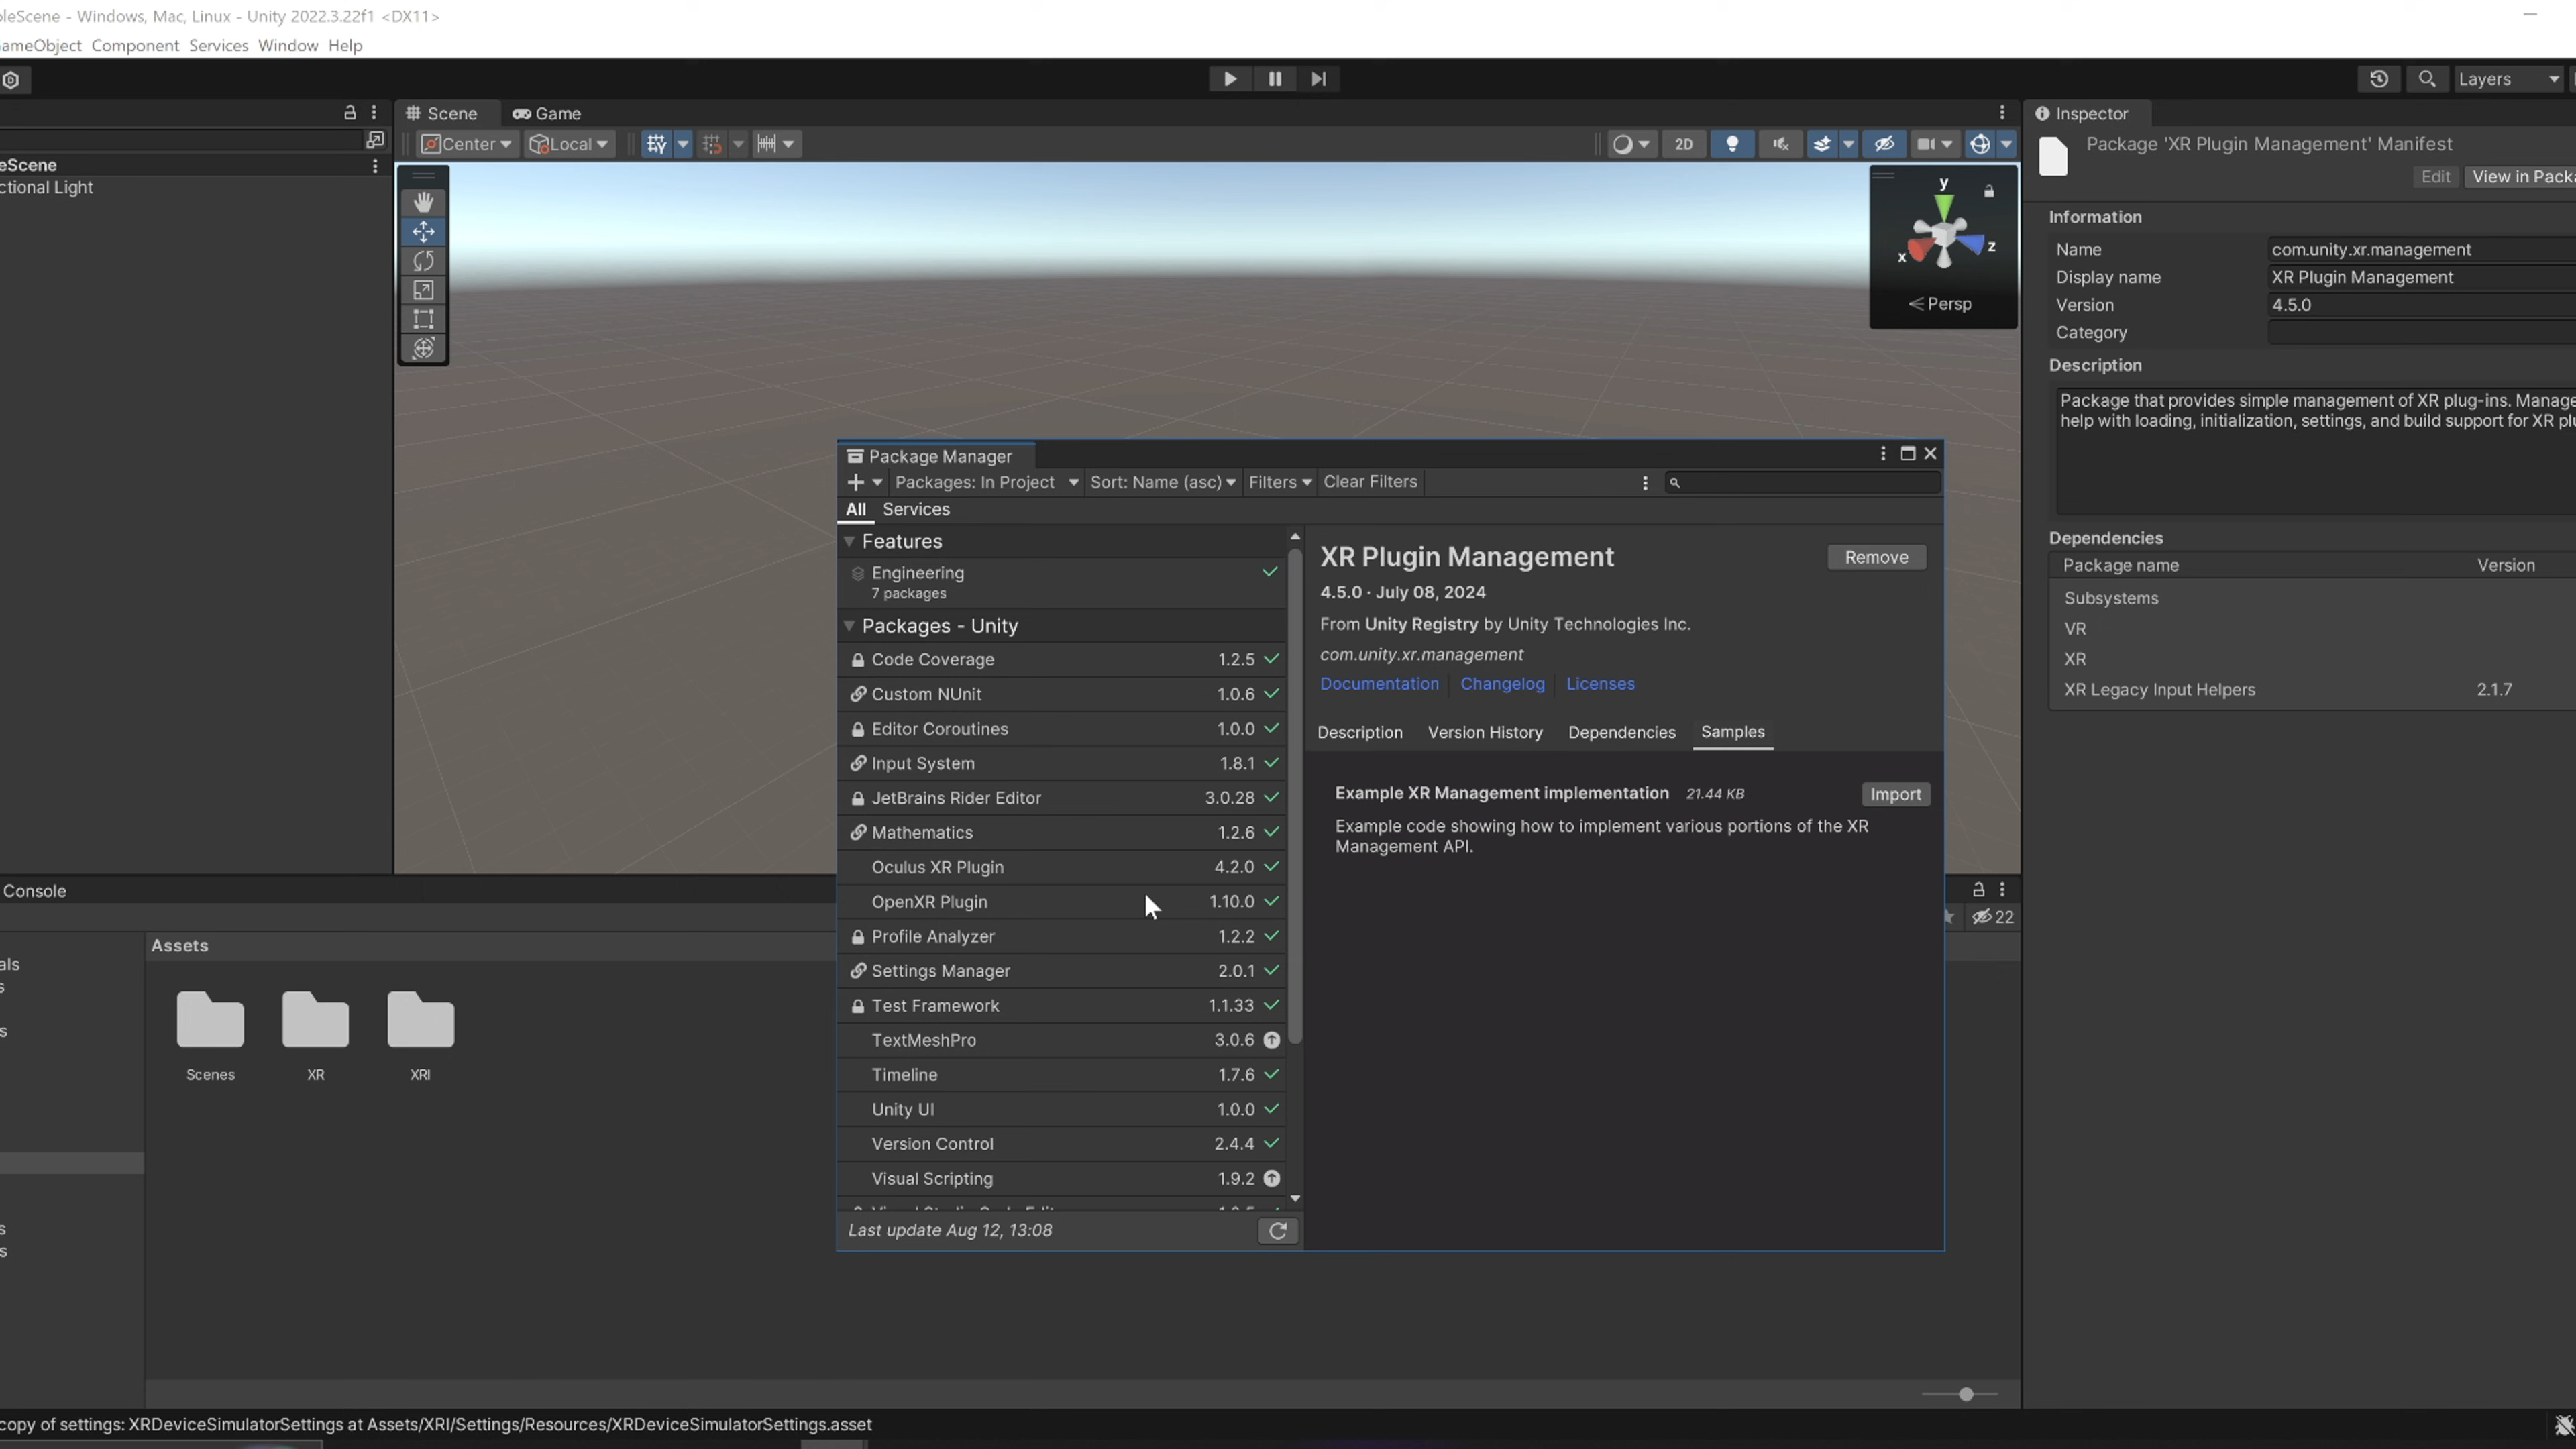 oleScene - Windows, Mac, Linux - Unity 2022.3.22f1 <DX11>
GameObject Component Services Window Help
Layers
Scene Game
Center Local
2D
eScene
ctional Light
y
x
z
Persp
Inspector
Package 'XR Plugin Management' Manifest
Edit View in Packa
Information
Name com.unity.xr.management
Display name XR Plugin Management
Version 4.5.0
Category
Description
Package that provides simple management of XR plug-ins. Manage
help with loading, initialization, settings, and build support for XR plu
Dependencies
Package name Version
Subsystems
VR
XR
XR Legacy Input Helpers 2.1.7
Package Manager
Packages: In Project Sort: Name (asc) Filters Clear Filters
All Services
Features
Engineering
7 packages
Packages - Unity
Code Coverage 1.2.5
Custom NUnit 1.0.6
Editor Coroutines 1.0.0
Input System 1.8.1
JetBrains Rider Editor 3.0.28
Mathematics 1.2.6
Oculus XR Plugin 4.2.0
OpenXR Plugin 1.10.0
Profile Analyzer 1.2.2
Settings Manager 2.0.1
Test Framework 1.1.33
TextMeshPro 3.0.6
Timeline 1.7.6
Unity UI 1.0.0
Version Control 2.4.4
Visual Scripting 1.9.2
Last update Aug 12, 13:08
XR Plugin Management Remove
4.5.0 · July 08, 2024
From Unity Registry by Unity Technologies Inc.
com.unity.xr.management
Documentation Changelog Licenses
Description Version History Dependencies Samples
Example XR Management implementation 21.44 KB Import
Example code showing how to implement various portions of the XR
Management API.
Console
22
Assets
als
s
s
s
s
Scenes XR XRI
copy of settings: XRDeviceSimulatorSettings at Assets/XRI/Settings/Resources/XRDeviceSimulatorSettings.asset